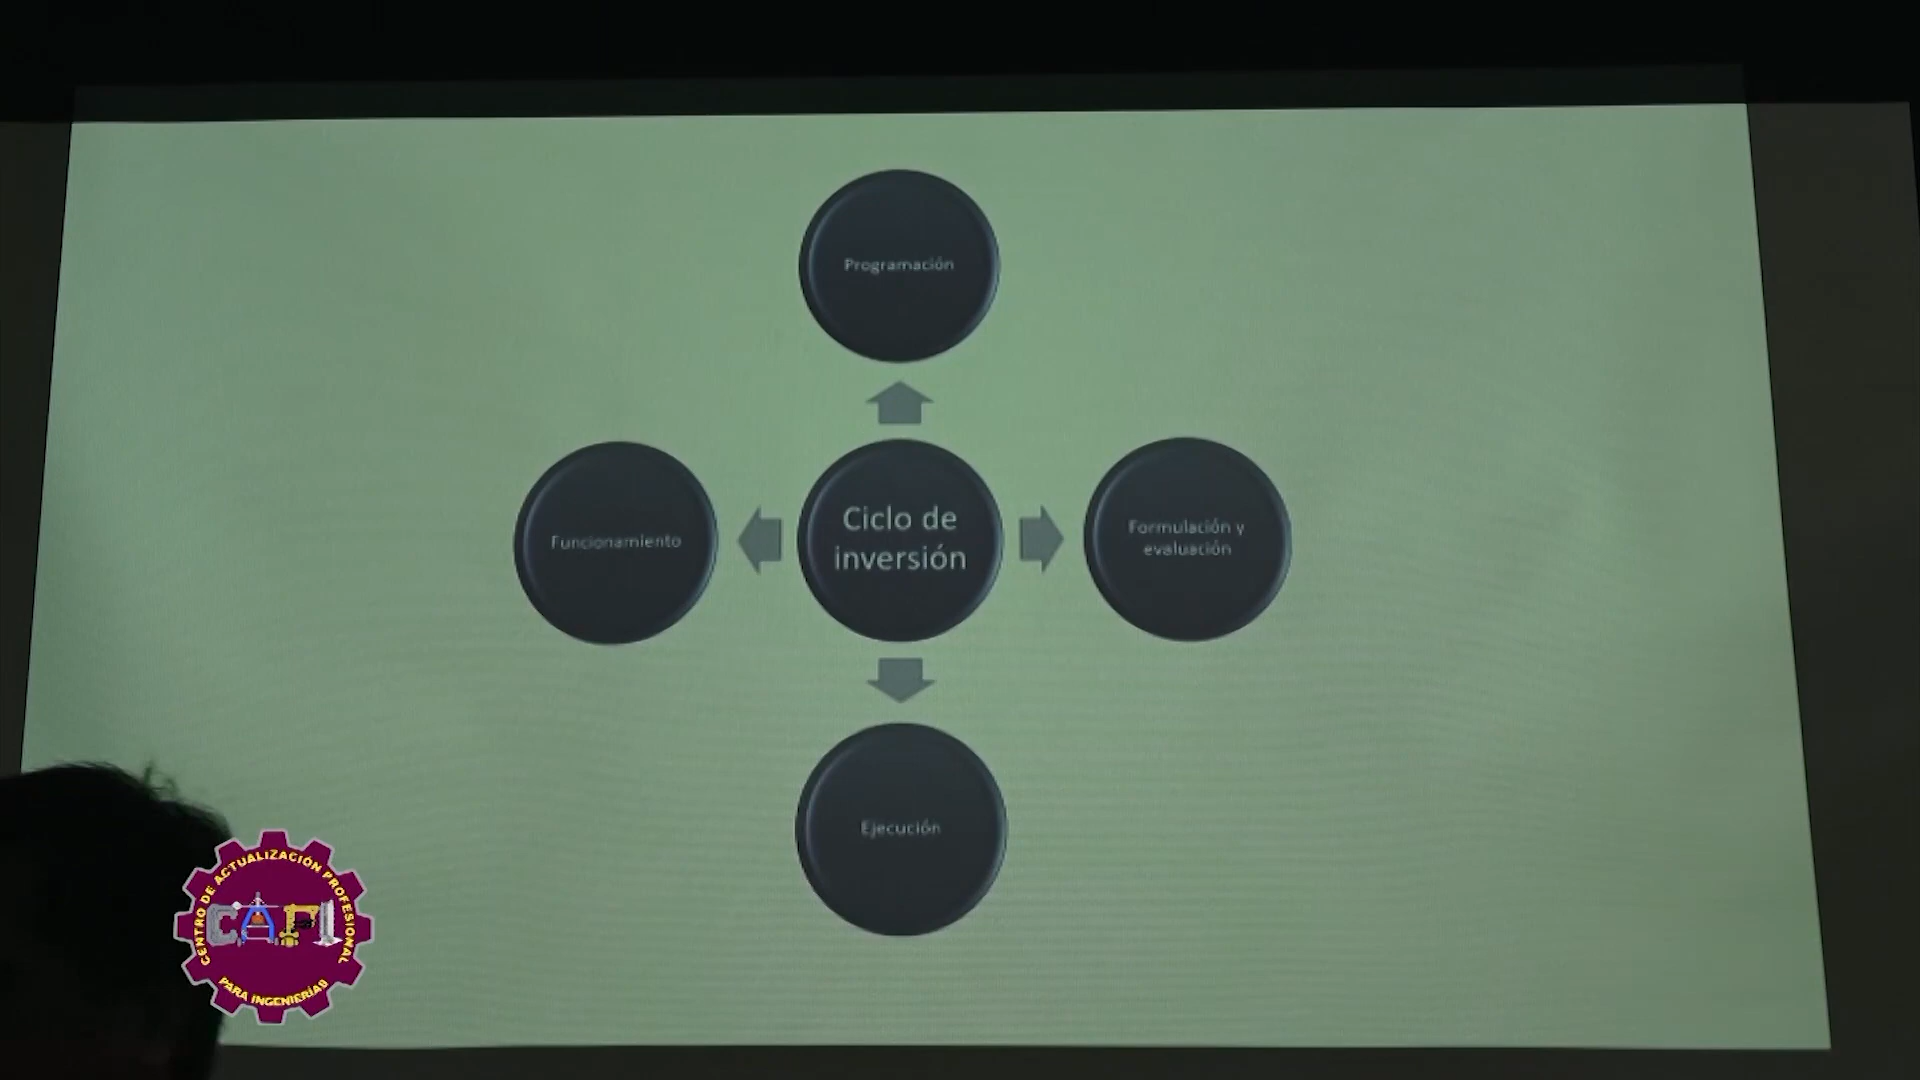 Programación
Funcionamiento
Ciclo de
inversión
Formulación y
evaluación
Ejecución
CENTRO DE ACTUALIZACIÓN PROFESIONAL
CAPI
PARA INGENIERÍAS